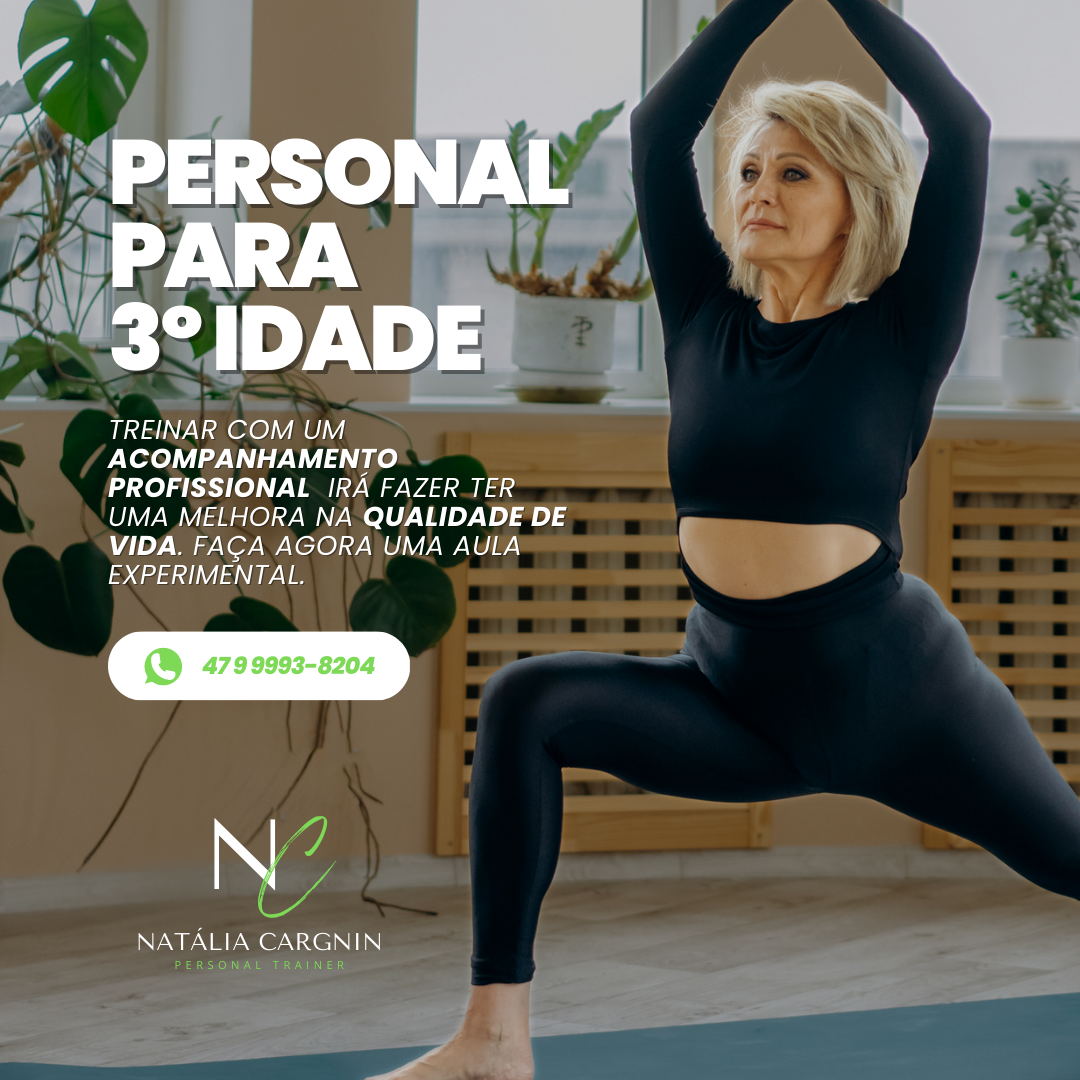 PERSONAL
PARA
3º IDADE
TREINAR COM UM
ACOMPANHAMENTO
PROFISSIONAL IRÁ FAZER TER
UMA MELHORA NA QUALIDADE DE
VIDA. FAÇA AGORA UMA AULA
EXPERIMENTAL.
47 9 9993-8204
NC
NATÁLIA CARGNIN
PERSONAL TRAINER